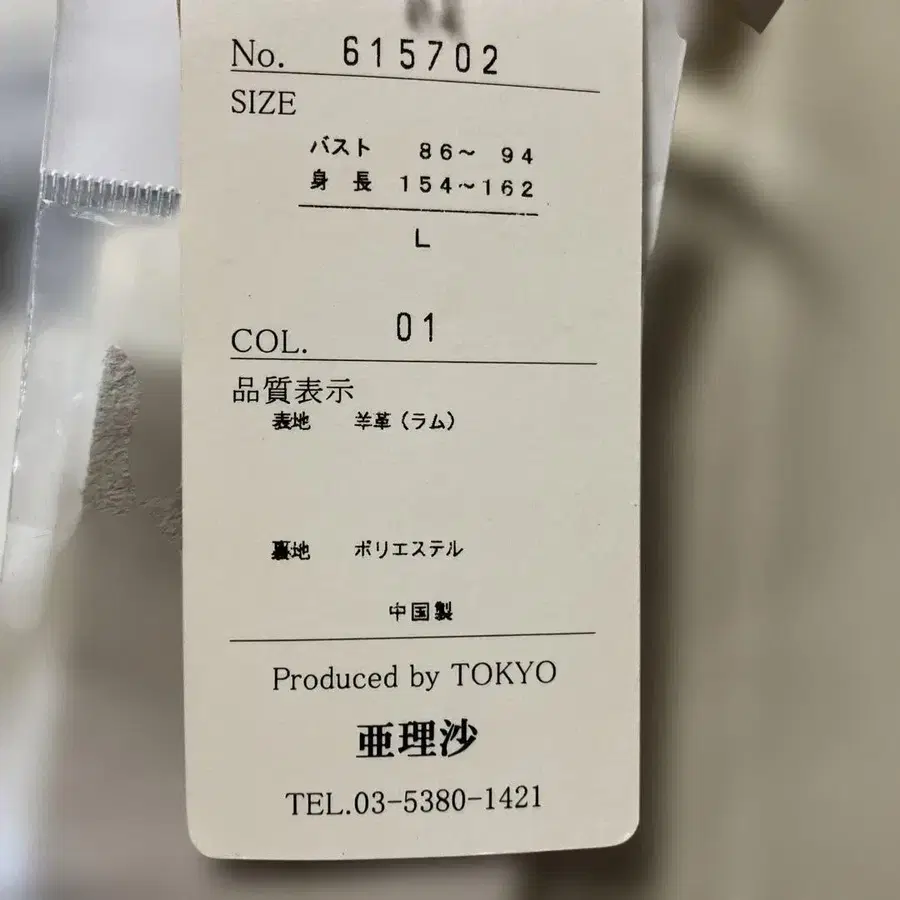 No. 615702
SIZE
バスト 86～ 94
身 長 154～162
L
COL. 01
品質表示
表地 羊革（ラム）
裏地 ポリエステル
中国製
Produced by TOKYO
亜理沙
TEL.03-5380-1421